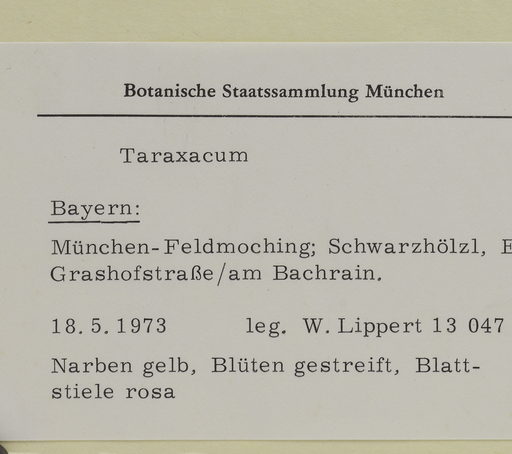 Botanische Staatssammlung München
Taraxacum
Bayern:
München-Feldmoching; Schwarzhölzl,
Grashofstraße/am Bachrain.
18.5.1973 leg. W. Lippert 13 047
Narben gelb, Blüten gestreift, Blatt-
stiele rosa